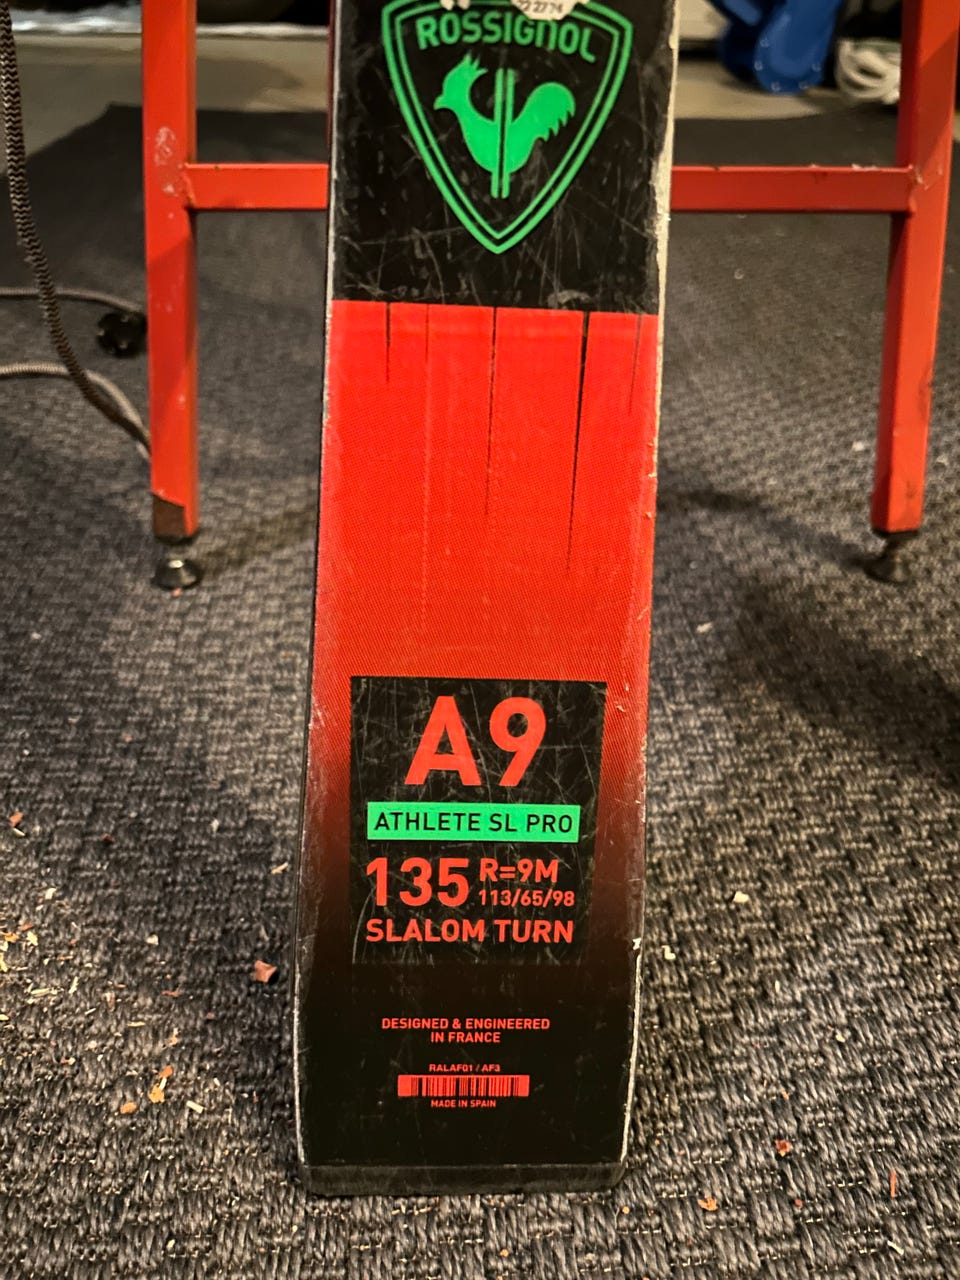 ROSSIGNOL
A9
ATHLETE SL PRO
135 R=9M
113/65/98
SLALOM TURN
DESIGNED & ENGINEERED
IN FRANCE
RALAF01 / AF3
MADE IN SPAIN